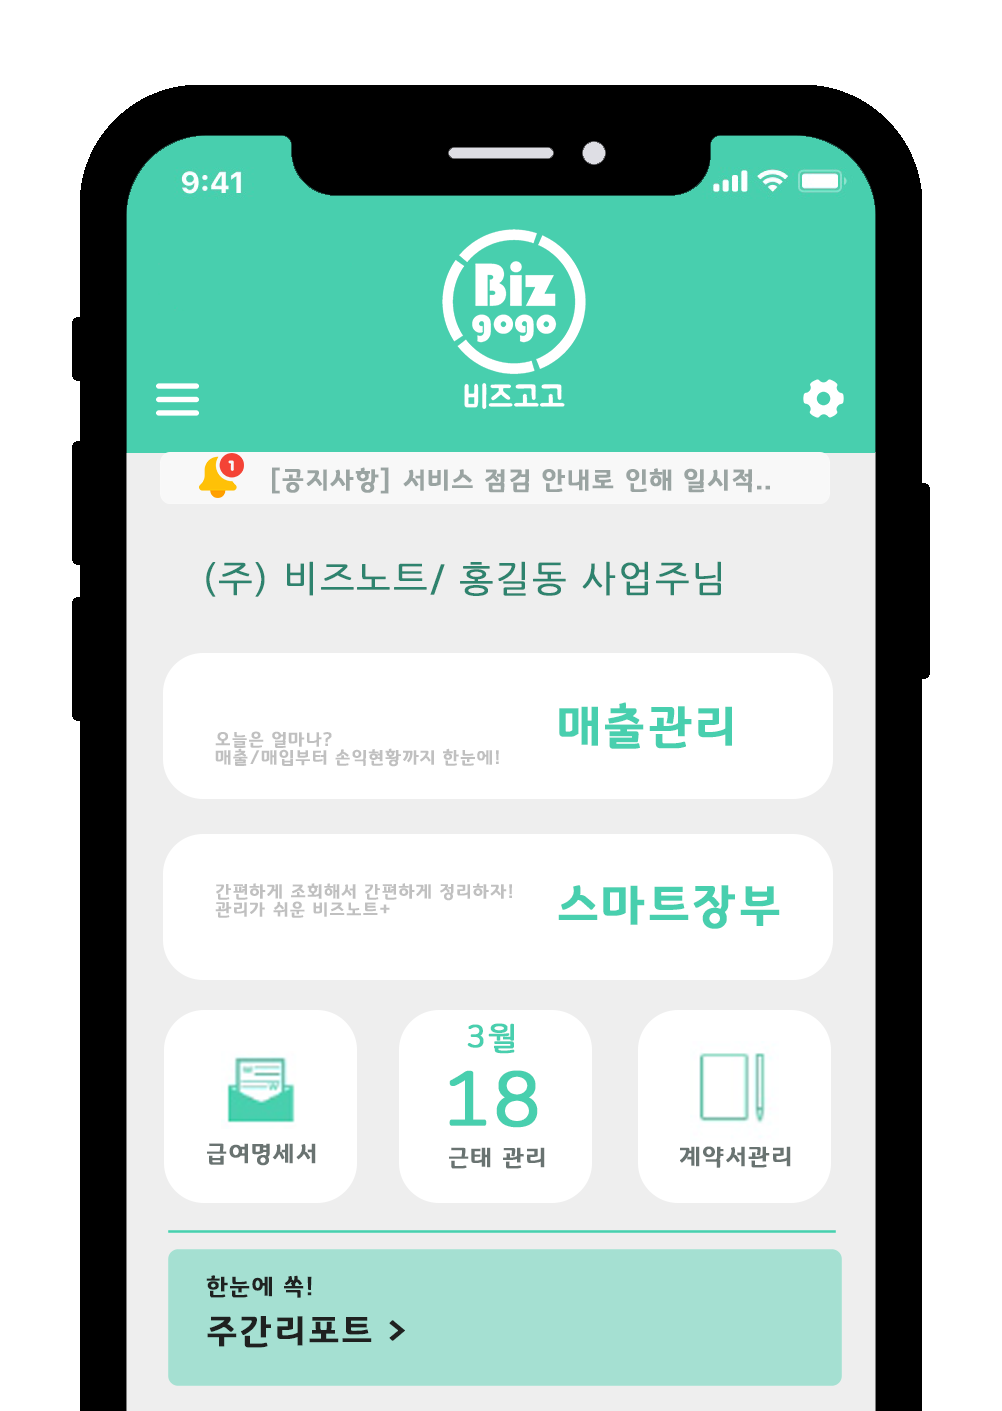 9:41
Biz
gogo
비즈고고
1
[공지사항] 서비스 점검 안내로 인해 일시적..
(주) 비즈노트/ 홍길동 사업주님
오늘은 얼마나?
매출/매입부터 손익현황까지 한눈에!
매출관리
간편하게 조회해서 간편하게 정리하자!
관리가 쉬운 비즈노트+
스마트장부
급여명세서
3월
18
근태 관리
계약서관리
한눈에 쏙!
주간리포트 >